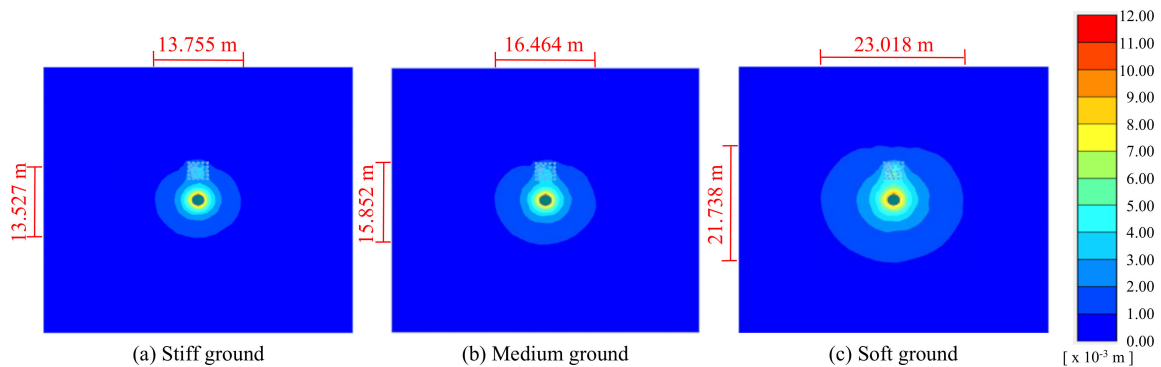 13.755 m
16.464 m
23.018 m
13.527 m
15.852 m
21.738 m
12.00
11.00
10.00
9.00
8.00
7.00
6.00
5.00
4.00
3.00
2.00
1.00
0.00
[ x 10⁻³ m ]
(a) Stiff ground
(b) Medium ground
(c) Soft ground